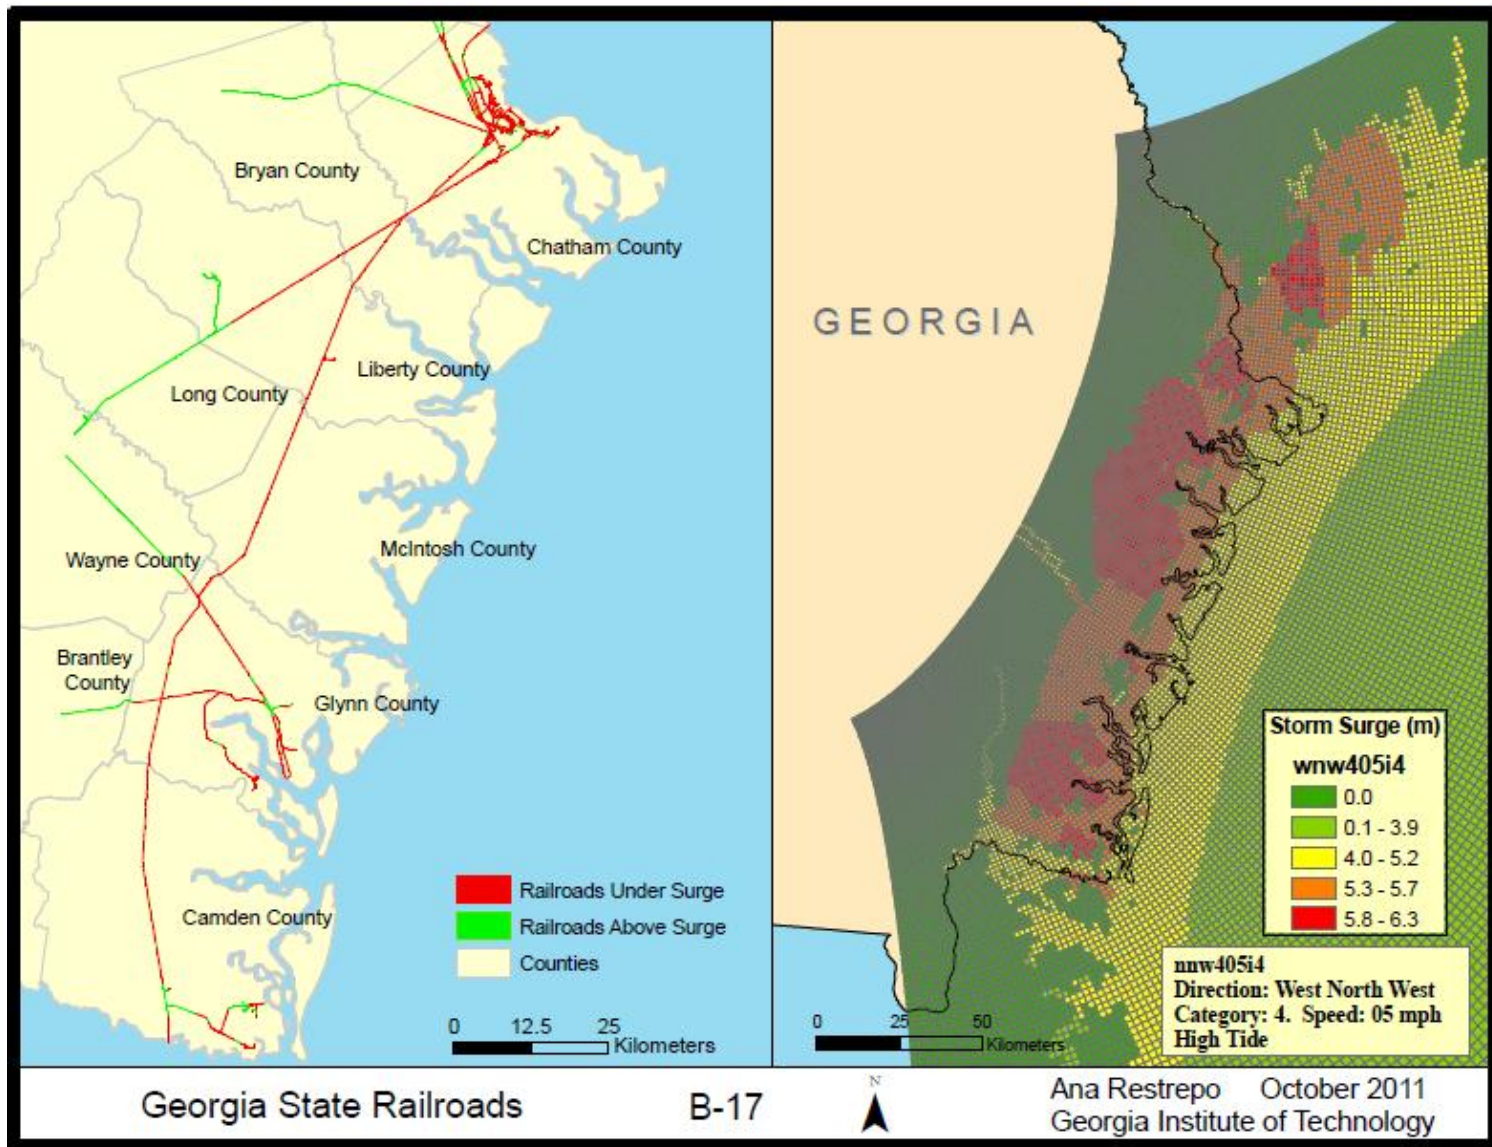 Bryan County
Chatham County
Liberty County
Long County
McIntosh County
Wayne County
Brantley
County
Glynn County
Camden County
Railroads Under Surge
Railroads Above Surge
Counties
0 12.5 25
Kilometers
GEORGIA
Storm Surge (m)
wnw405i4
0.0
0.1 - 3.9
4.0 - 5.2
5.3 - 5.7
5.8 - 6.3
nnw405i4
Direction: West North West
Category: 4. Speed: 05 mph
High Tide
0 25 50
Kilometers
Georgia State Railroads
B-17
N
Ana Restrepo October 2011
Georgia Institute of Technology